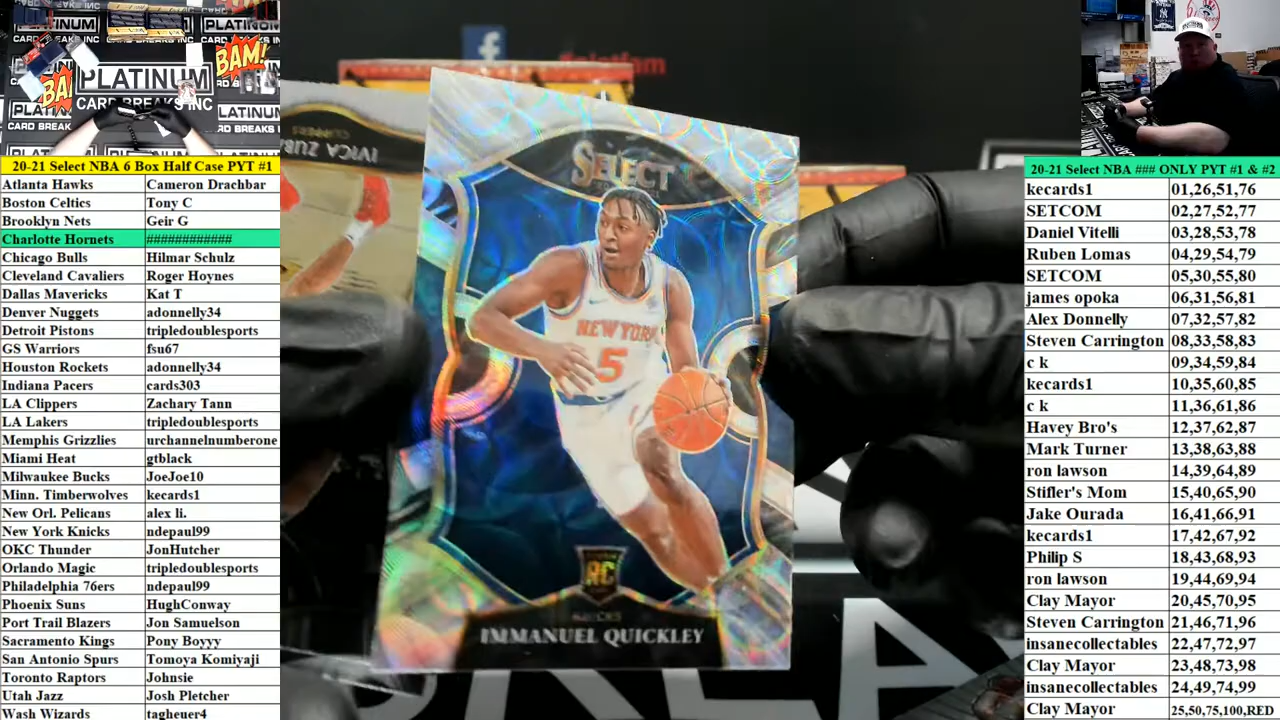 PLATINUM
PLATINUM
BAM!
PLATINUM
CARD BREAKS INC
CARD BREAKS
20-21 Select NBA 6 Box Half Case PYT #1
Atlanta Hawks Cameron Drachbar
Boston Celtics Tony C
Brooklyn Nets Geir G
Charlotte Hornets ############
Chicago Bulls Hilmar Schulz
Cleveland Cavaliers Roger Hoynes
Dallas Mavericks Kat T
Denver Nuggets adonnelly34
Detroit Pistons tripledoublesports
GS Warriors fsu67
Houston Rockets adonnelly34
Indiana Pacers cards303
LA Clippers Zachary Tann
LA Lakers tripledoublesports
Memphis Grizzlies urchannelnumberone
Miami Heat gtblack
Milwaukee Bucks JoeJoe10
Minn. Timberwolves kecards1
New Orl. Pelicans alex li.
New York Knicks ndepaul99
OKC Thunder JonHutcher
Orlando Magic tripledoublesports
Philadelphia 76ers ndepaul99
Phoenix Suns HughConway
Port Trail Blazers Jon Samuelson
Sacramento Kings Pony Boyyy
San Antonio Spurs Tomoya Komiyaji
Toronto Raptors Johnsie
Utah Jazz Josh Pletcher
Wash Wizards tagheuer4
CLIPPERS
IVICA ZUB
SELECT
NEW YORK
5
RC
KNICKS
IMMANUEL QUICKLEY
20-21 Select NBA ### ONLY PYT #1 & #2
kecards1 01,26,51,76
SETCOM 02,27,52,77
Daniel Vitelli 03,28,53,78
Ruben Lomas 04,29,54,79
SETCOM 05,30,55,80
james opoka 06,31,56,81
Alex Donnelly 07,32,57,82
Steven Carrington 08,33,58,83
c k 09,34,59,84
kecards1 10,35,60,85
c k 11,36,61,86
Havey Bro's 12,37,62,87
Mark Turner 13,38,63,88
ron lawson 14,39,64,89
Stifler's Mom 15,40,65,90
Jake Ourada 16,41,66,91
kecards1 17,42,67,92
Philip S 18,43,68,93
ron lawson 19,44,69,94
Clay Mayor 20,45,70,95
Steven Carrington 21,46,71,96
insanecollectables 22,47,72,97
Clay Mayor 23,48,73,98
insanecollectables 24,49,74,99
Clay Mayor 25,50,75,100,RED